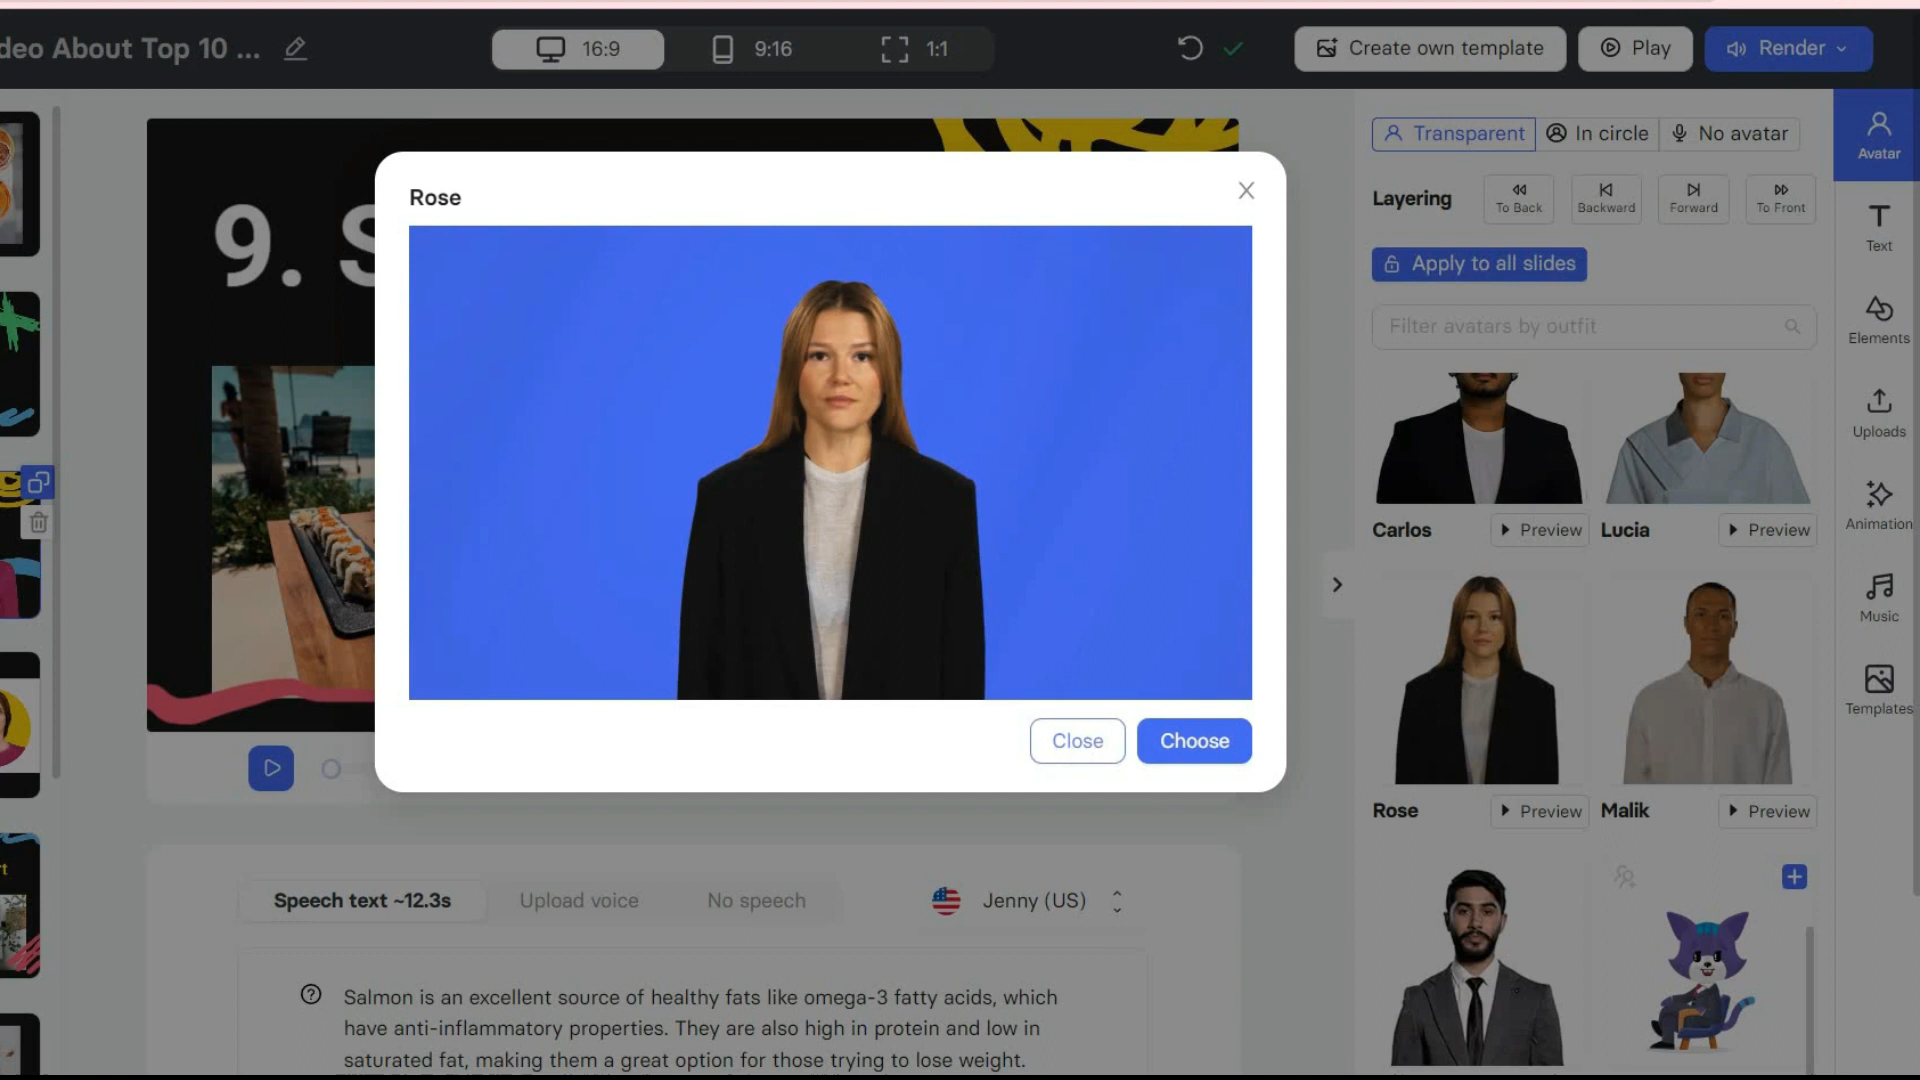 deo About Top 10 ...
16:9
9:16
1:1
Create own template
Play
Render
Transparent
In circle
No avatar
Avatar
Layering
To Back
Backward
Forward
To Front
Text
Apply to all slides
Filter avatars by outfit
Elements
Uploads
Animation
Music
Templates
9. S
Rose
Close
Choose
Carlos
Preview
Lucia
Preview
Rose
Preview
Malik
Preview
Speech text ~12.3s
Upload voice
No speech
Jenny (US)
Salmon is an excellent source of healthy fats like omega-3 fatty acids, which
have anti-inflammatory properties. They are also high in protein and low in
saturated fat, making them a great option for those trying to lose weight.